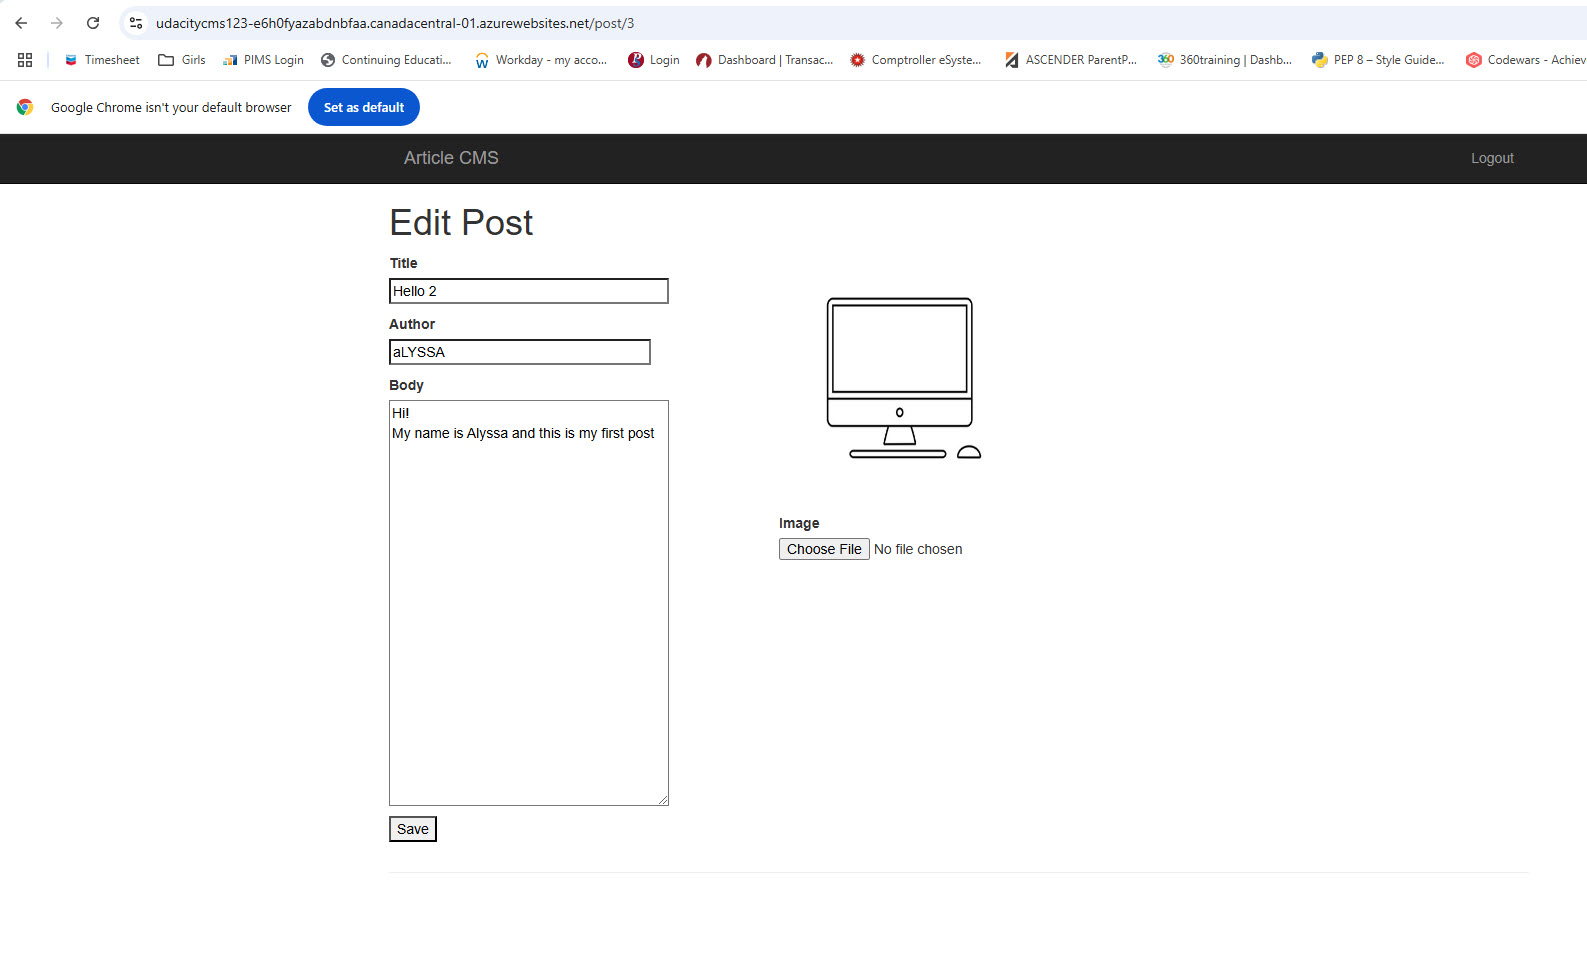 udacitycms123-e6h0fyazabdnbfaa.canadacentral-01.azurewebsites.net/post/3
Timesheet Girls PIMS Login Continuing Educati... Workday - my acco... Login Dashboard | Transac... Comptroller eSyste... ASCENDER ParentP... 360training | Dashb... PEP 8 – Style Guide... Codewars - Achiev
Google Chrome isn't your default browser Set as default
Article CMS Logout
Edit Post
Title
Hello 2
Author
aLYSSA
Body
Hi!
My name is Alyssa and this is my first post
Image
Choose File No file chosen
Save